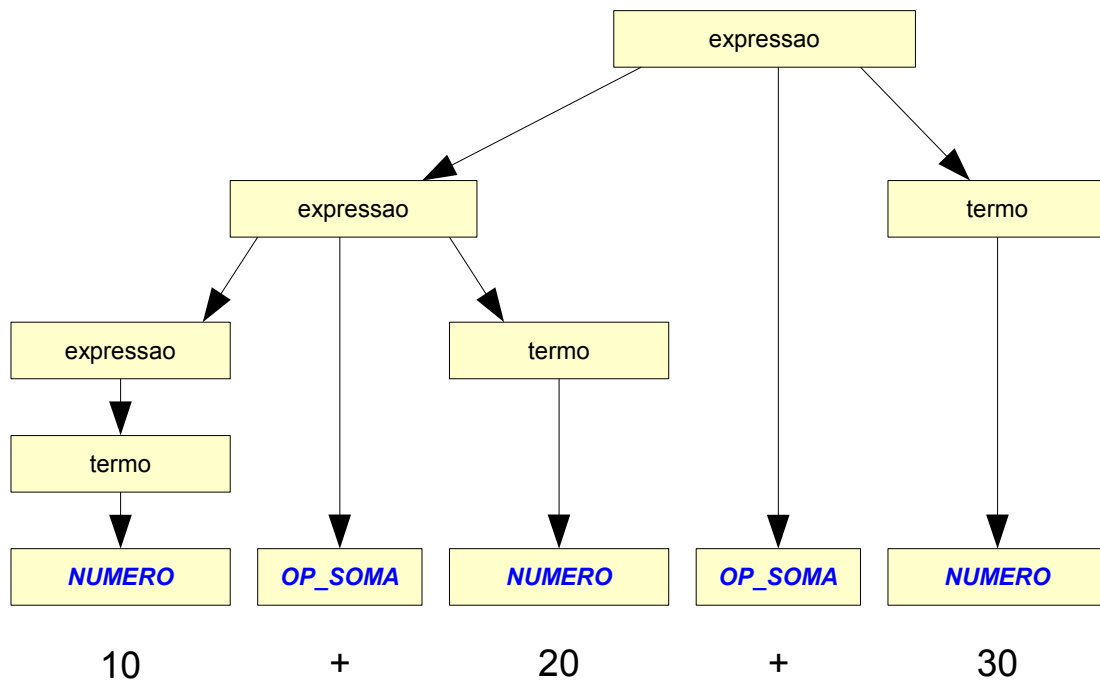 expressao
expressao termo
expressao termo
termo
NUMERO OP_SOMA NUMERO OP_SOMA NUMERO
10 + 20 + 30